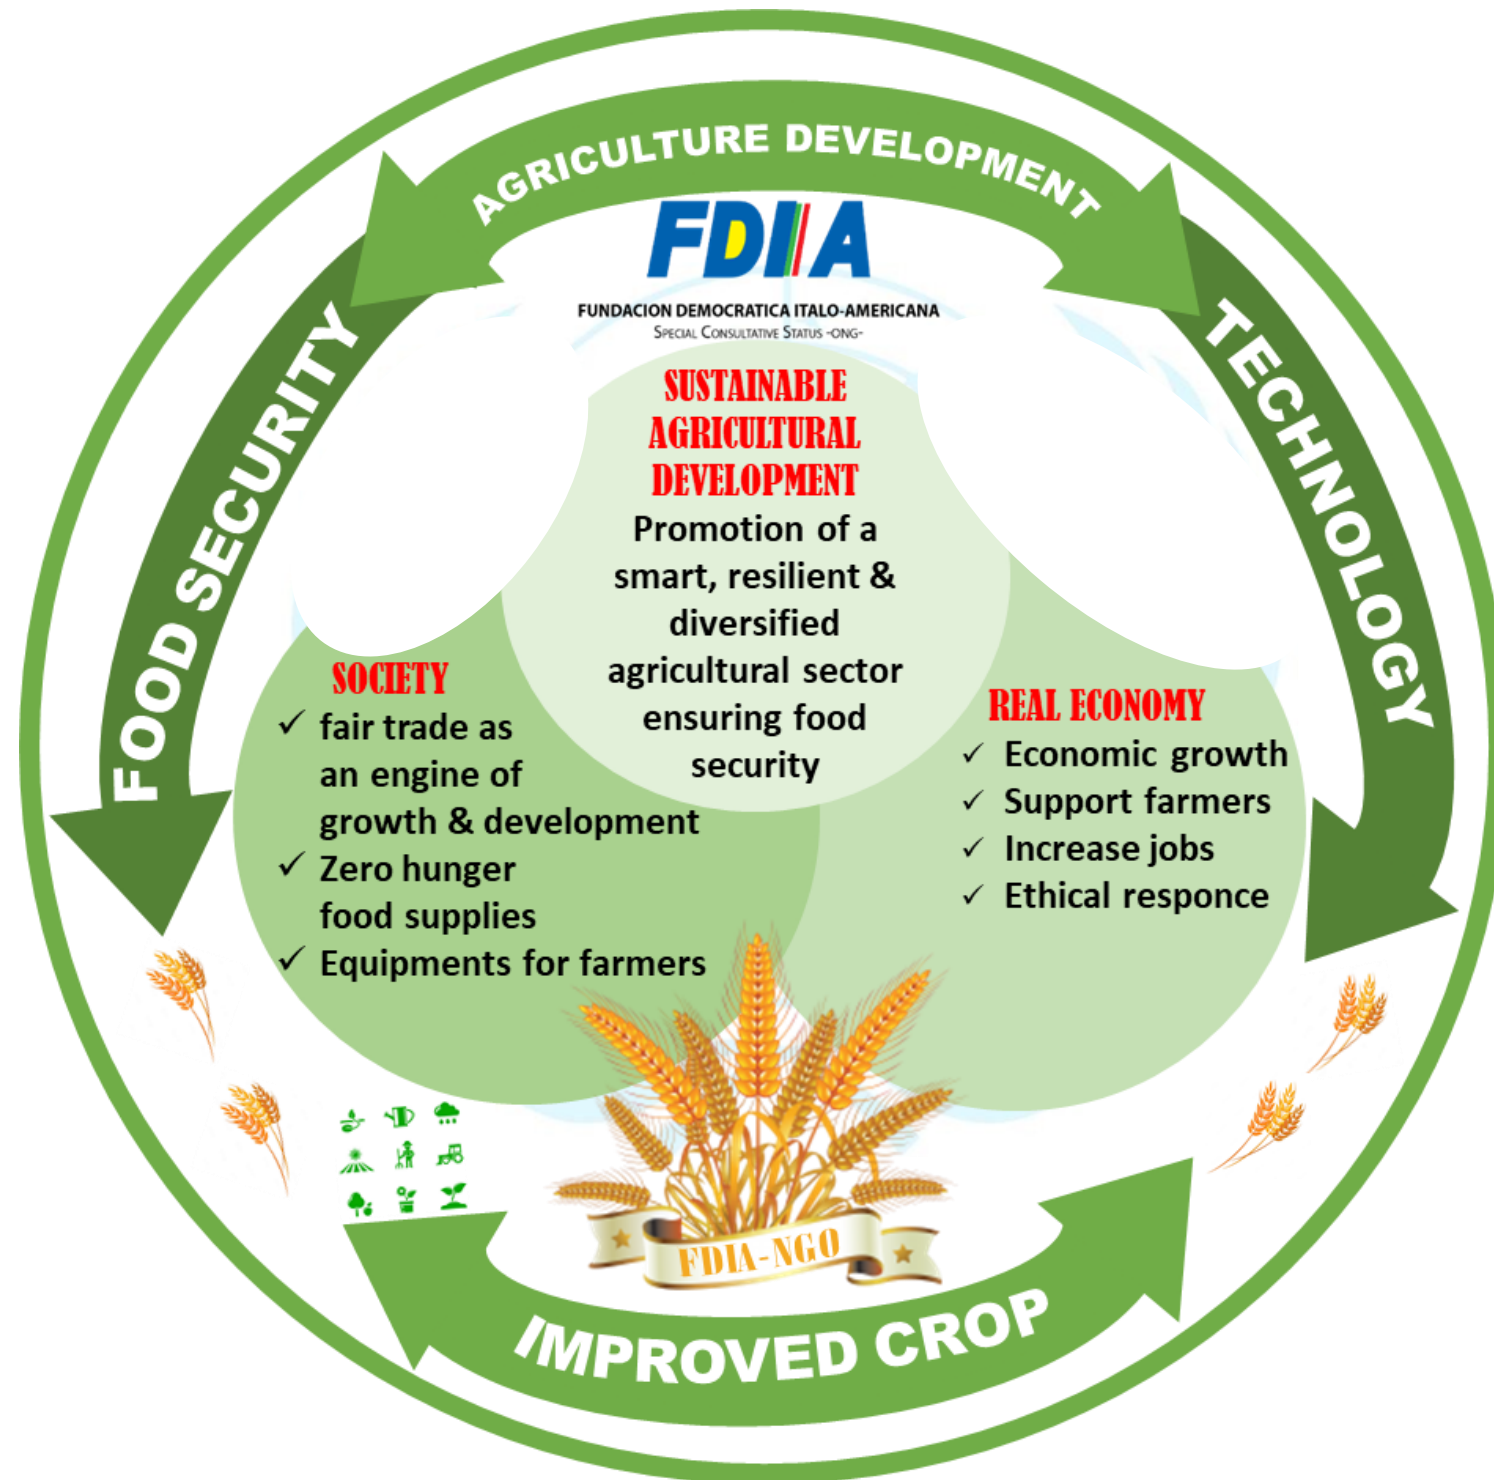 AGRICULTURE DEVELOPMENT
FDIA
FUNDACION DEMOCRATICA ITALO-AMERICANA
SPECIAL CONSULTATIVE STATUS -ONG-
FOOD SECURITY
TECHNOLOGY
SUSTAINABLE
AGRICULTURAL
DEVELOPMENT
Promotion of a
smart, resilient &
diversified
agricultural sector
ensuring food
security
SOCIETY
✓ fair trade as
an engine of
growth & development
✓ Zero hunger
food supplies
✓ Equipments for farmers
REAL ECONOMY
✓ Economic growth
✓ Support farmers
✓ Increase jobs
✓ Ethical responce
FDIA-NGO
IMPROVED CROP